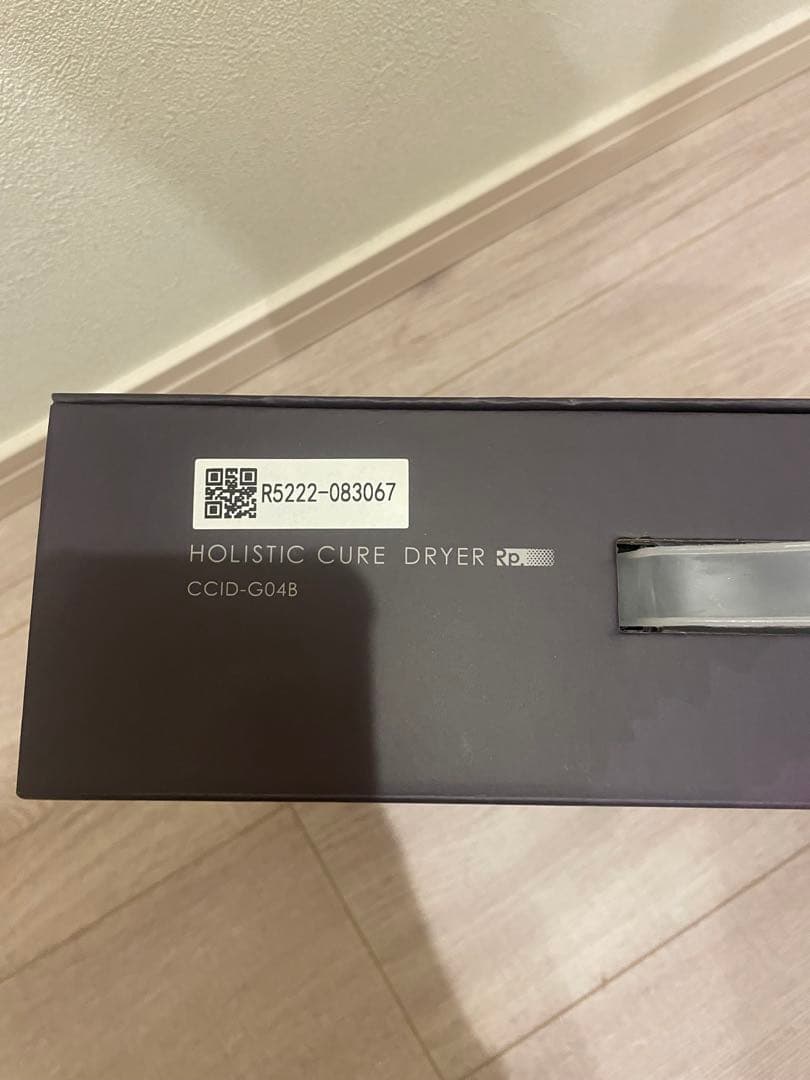 R5222-083067
HOLISTIC CURE DRYER Rp.
CCID-G04B